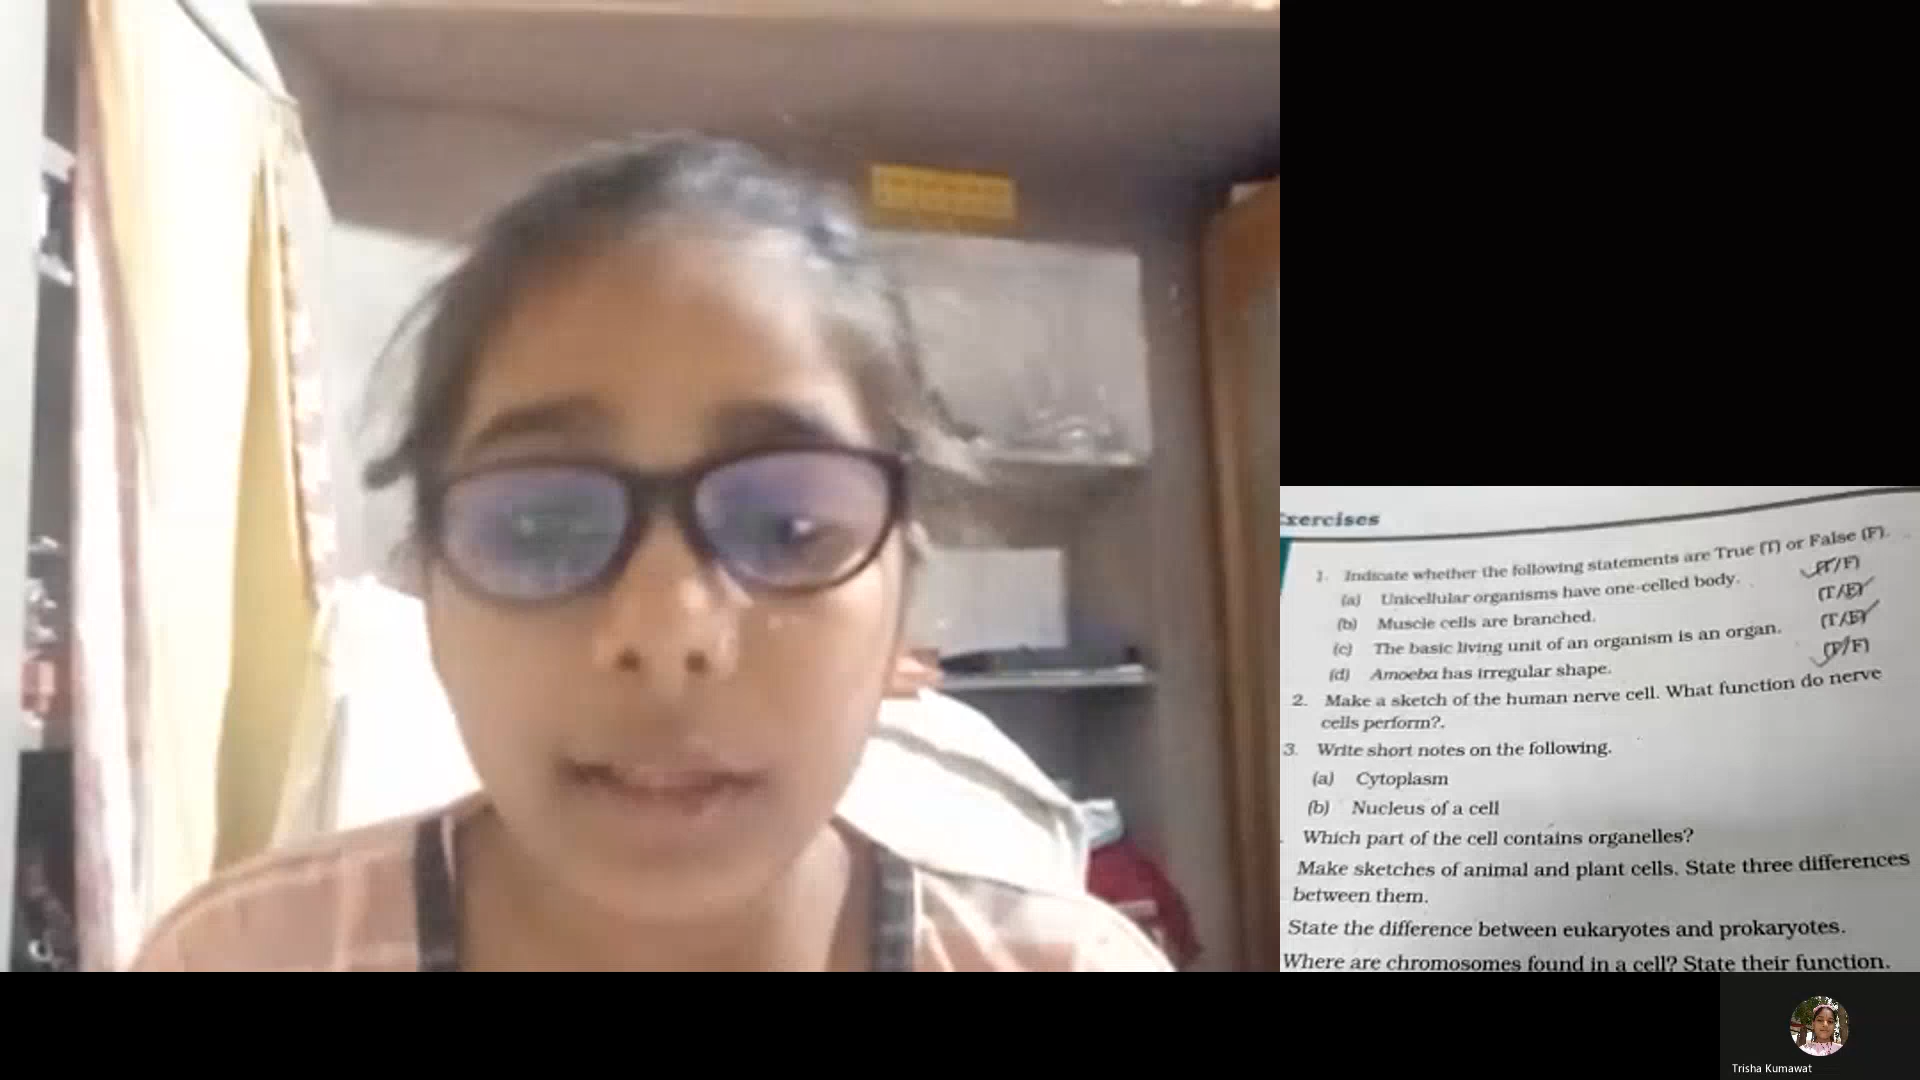 Exercises
1. Indicate whether the following statements are True (T) or False (F).
(a) Unicellular organisms have one-celled body. (T/F)
(b) Muscle cells are branched. (T/F)
(c) The basic living unit of an organism is an organ. (T/F)
(d) Amoeba has irregular shape. (T/F)
2. Make a sketch of the human nerve cell. What function do nerve
cells perform?.
3. Write short notes on the following.
(a) Cytoplasm
(b) Nucleus of a cell
Which part of the cell contains organelles?
Make sketches of animal and plant cells. State three differences
between them.
State the difference between eukaryotes and prokaryotes.
Where are chromosomes found in a cell? State their function.
Trisha Kumawat